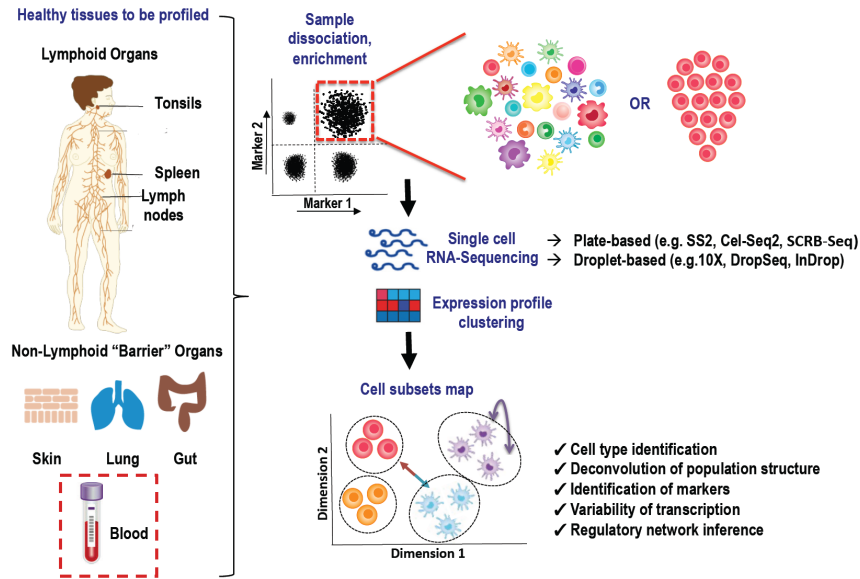 Healthy tissues to be profiled
Lymphoid Organs
Tonsils
Spleen
Lymph
nodes
Non-Lymphoid “Barrier” Organs
Skin
Lung
Gut
Blood
Sample
dissociation,
enrichment
Marker 2
Marker 1
OR
Single cell
RNA-Sequencing
→ Plate-based (e.g. SS2, Cel-Seq2, SCRB-Seq)
→ Droplet-based (e.g.10X, DropSeq, InDrop)
Expression profile
clustering
Cell subsets map
Dimension 2
Dimension 1
✓ Cell type identification
✓ Deconvolution of population structure
✓ Identification of markers
✓ Variability of transcription
✓ Regulatory network inference